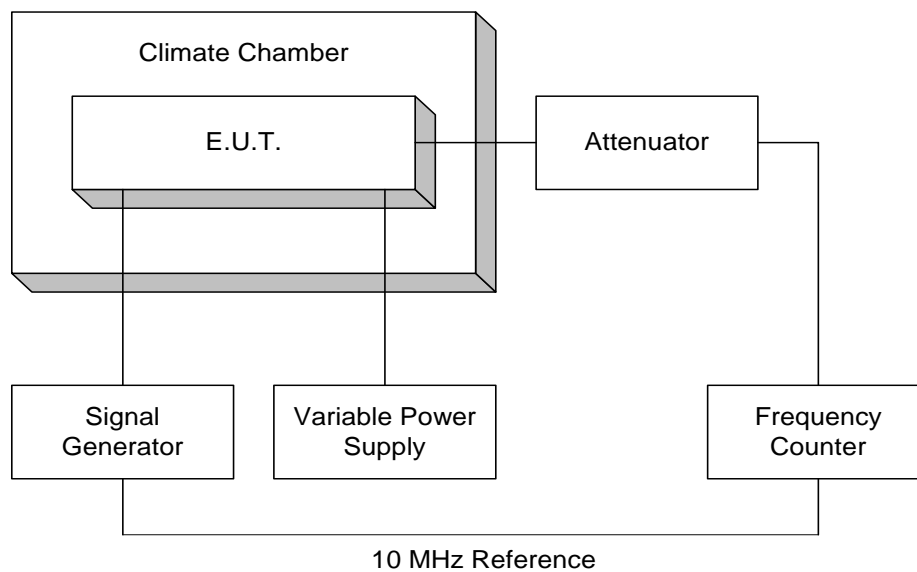 Climate Chamber
E.U.T.
Attenuator
Signal
Generator
Variable Power
Supply
Frequency
Counter
10 MHz Reference